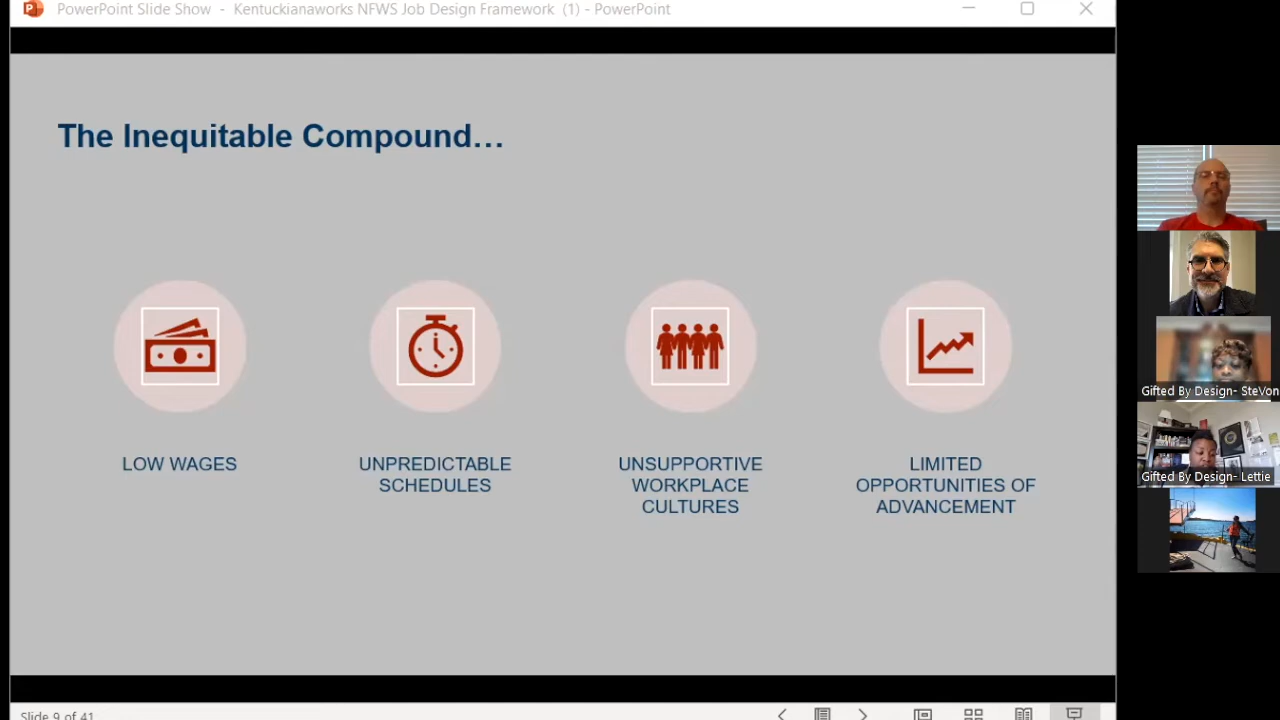 PowerPoint Slide Show - Kentuckianaworks NFWS Job Design Framework (1) - PowerPoint
The Inequitable Compound...
LOW WAGES
UNPREDICTABLE
SCHEDULES
UNSUPPORTIVE
WORKPLACE
CULTURES
LIMITED
OPPORTUNITIES OF
ADVANCEMENT
Gifted By Design- SteVon
Gifted By Design- Lettie
Slide 9 of 41